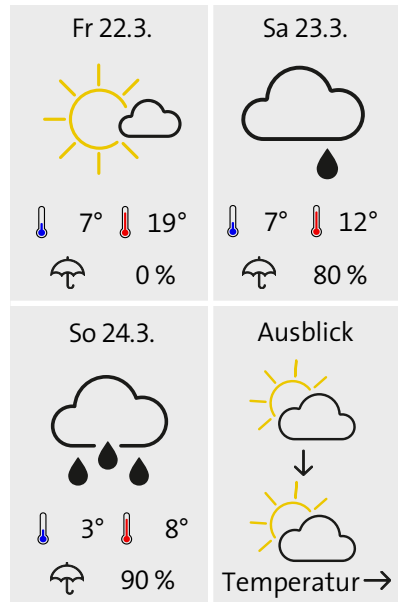 Fr 22.3.
7° 19°
0 %
Sa 23.3.
7° 12°
80 %
So 24.3.
3° 8°
90 %
Ausblick
Temperatur→